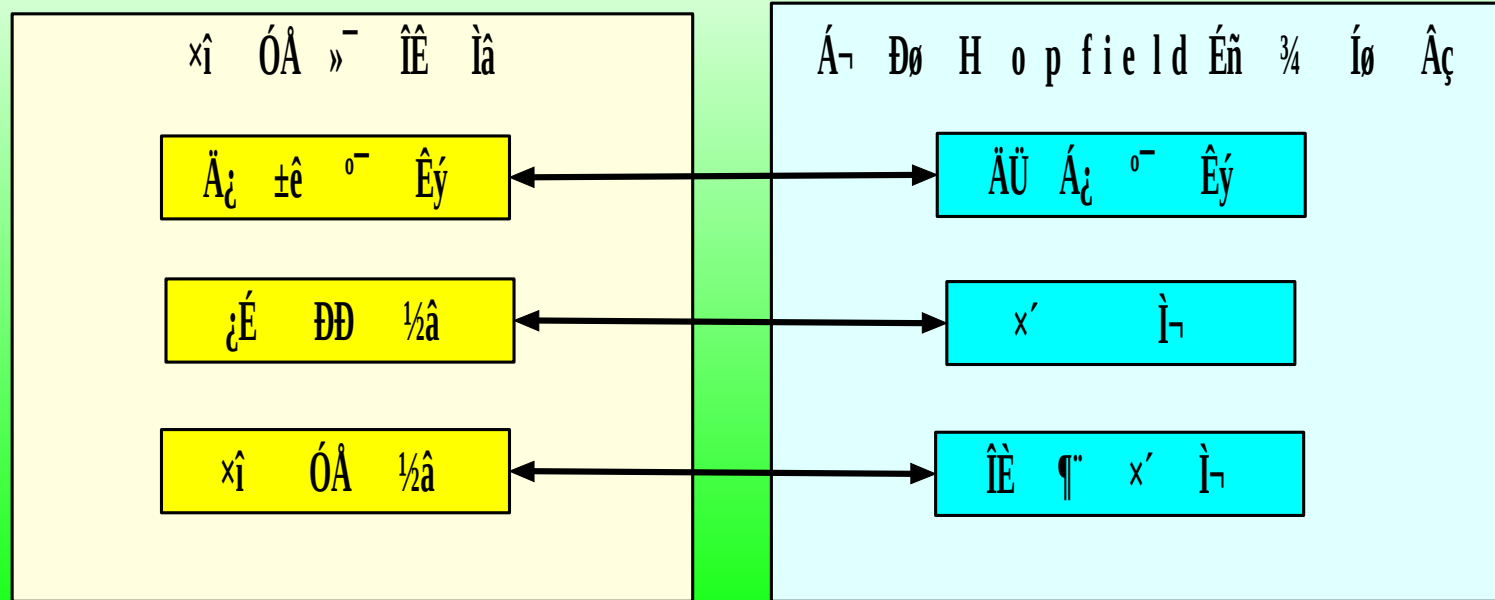 ×î ÓÅ »¯ ÎÊ Ìâ
Ä¿ ±ê º¯ Êý
¿É ÐÐ ½â
×î ÓÅ ½â
Á¬ Ðø H o p f i e l d Éñ ¾ Íø Âç
ÄÜ Á¿ º¯ Êý
×´ Ì¬
ÎÈ ¶¨ ×´ Ì¬